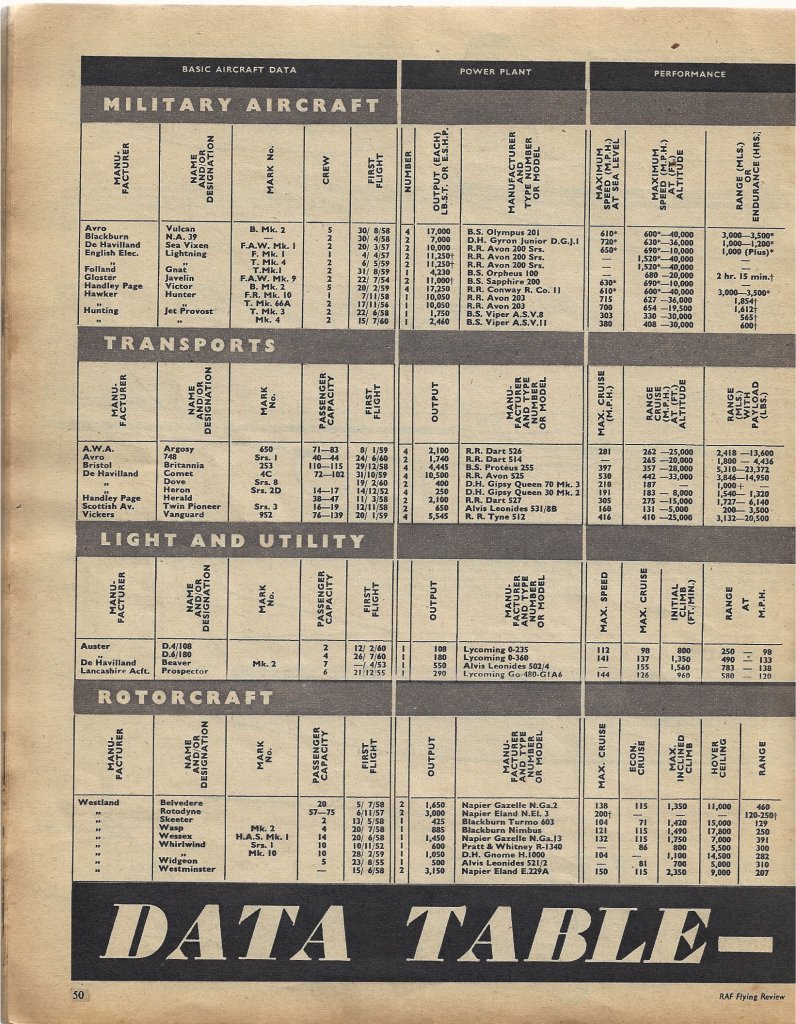 BASIC AIRCRAFT DATA POWER PLANT PERFORMANCE
MILITARY AIRCRAFT
MANU-FACTURER NAME AND/OR DESIGNATION MARK No. CREW FIRST FLIGHT NUMBER OUTPUT (EACH) LB.S.T. OR E.S.H.P. MANUFACTURER AND TYPE NUMBER OR MODEL MAXIMUM SPEED (M.P.H.) AT SEA LEVEL MAXIMUM SPEED (M.P.H.) AT (FT.) ALTITUDE RANGE (MLS.) OR ENDURANCE (HRS.)
Avro Vulcan B. Mk. 2 5 30/ 8/58 4 17,000 B.S. Olympus 201 610* 600*—40,000 3,000—3,500*
Blackburn N.A. 39 — 2 30/ 4/58 2 7,000 D.H. Gyron Junior D.G.J.1 720* 630*—36,000 1,000—1,200*
De Havilland Sea Vixen F.A.W. Mk. 1 2 20/ 3/57 2 10,000 R.R. Avon 200 Srs. 650* 690*—10,000 1,000 (Plus)*
English Elec. Lightning F. Mk. 1 1 4/ 4/57 2 11,250† R.R. Avon 200 Srs. — 1,520*—40,000 —
,, ,, T. Mk. 4 2 6/ 5/59 2 11,250† R.R. Avon 200 Srs. — 1,520*—40,000 —
Folland Gnat T.Mk.1 2 31/ 8/59 1 4,230 B.S. Orpheus 100 — 680 —20,000 2 hr. 15 min.†
Gloster Javelin F.A.W. Mk. 9 2 22/ 7/54 2 11,000† B.S. Sapphire 200 630* 690*—10,000 —
Handley Page Victor B. Mk. 2 5 20/ 2/59 4 17,250 R.R. Conway R. Co. 11 610* 600*—40,000 3,000—3,500*
Hawker Hunter F.R. Mk. 10 1 7/11/58 1 10,050 R.R. Avon 203 715 627 —36,000 1,854†
,, ,, T. Mk. 66A 2 17/11/56 1 10,050 R.R. Avon 203 700 654 —19,500 1,612†
Hunting Jet Provost T. Mk. 3 2 22/ 6/58 1 1,750 B.S. Viper A.S.V.8 303 330 —30,000 565†
,, ,, Mk. 4 2 15/ 7/60 1 2,460 B.S. Viper A.S.V.11 380 408 —30,000 600†
TRANSPORTS
MANU-FACTURER NAME AND/OR DESIGNATION MARK No. PASSENGER CAPACITY FIRST FLIGHT OUTPUT MANU-FACTURER AND TYPE NUMBER OR MODEL MAX. CRUISE (M.P.H.) RANGE CRUISE (M.P.H.) AT (FT.) ALTITUDE RANGE (MLS.) WITH PAYLOAD (LBS.)
A.W.A. Argosy 650 71—83 8/ 1/59 4 2,100 R.R. Dart 526 281 262 —25,000 2,418 —13,600
Avro 748 Srs. 1 40—44 24/ 6/60 2 1,740 R.R. Dart 514 — 265 —20,000 1,800 — 4,436
Bristol Britannia 253 110—115 29/12/58 4 4,445 B.S. Proteus 255 397 357 —28,000 5,310—23,372
De Havilland Comet 4C 72—102 31/10/59 4 10,500 R.R. Avon 525 530 442 —33,000 3,846—14,950
,, Dove Srs. 8 19/ 2/60 2 400 D.H. Gipsy Queen 70 Mk. 3 210 187 — 1,000+ —
,, Heron Srs. 2D 14—17 14/12/52 4 250 D.H. Gipsy Queen 30 Mk. 2 191 183 — 8,000 1,540— 1,320
Handley Page Herald 38—47 11/ 3/58 2 2,100 R.R. Dart 527 305 275 —15,000 1,727— 6,140
Scottish Av. Twin Pioneer Srs. 3 16—19 12/11/58 2 650 Alvis Leonides 531/8B 160 131 — 5,000 200 — 3,500
Vickers Vanguard 952 76—139 20/ 1/59 4 5,545 R. R. Tyne 512 416 410 —25,000 3,132—20,500
LIGHT AND UTILITY
MANU-FACTURER NAME AND/OR DESIGNATION MARK No. PASSENGER CAPACITY FIRST FLIGHT OUTPUT MANU-FACTURER AND TYPE NUMBER OR MODEL MAX. SPEED MAX. CRUISE INITIAL CLIMB (FT./MIN.) RANGE AT M.P.H.
Auster D.4/108 2 12/ 2/60 1 108 Lycoming 0-235 112 98 800 250 — 98
,, D.6/180 4 26/ 7/60 1 180 Lycoming 0-360 141 137 1,350 490 — 133
De Havilland Beaver Mk. 2 7 —/ 4/53 1 550 Alvis Leonides 502/4 — 155 1,560 783 — 138
Lancashire Acft. Prospector 6 21/12/55 1 290 Lycoming Go-480-G1A6 144 126 960 580 — 120
ROTORCRAFT
MANU-FACTURER NAME AND/OR DESIGNATION MARK No. PASSENGER CAPACITY FIRST FLIGHT OUTPUT MANU-FACTURER AND TYPE NUMBER OR MODEL MAX. CRUISE ECON. CRUISE MAX. INCLINED CLIMB HOVER CEILING RANGE
Westland Belvedere 20 5/ 7/58 2 1,650 Napier Gazelle N.Ga.2 138 115 1,350 11,000 460
,, Rotodyne 57—75 6/11/57 2 3,000 Napier Eland N.El. 3 200† — — — 120-250†
,, Skeeter 2 13/ 5/58 1 425 Blackburn Turmo 603 104 71 1,420 15,000 129
,, Wasp Mk. 2 4 20/ 7/58 1 885 Blackburn Nimbus 121 115 1,490 17,800 250
,, Wessex H.A.S. Mk. 1 14 20/ 6/58 1 1,450 Napier Gazelle N.Ga.13 132 115 1,750 7,000 391
,, Whirlwind Srs. 1 10 10/11/52 1 600 Pratt & Whitney R-1340 — 86 800 5,500 300
,, ,, Mk. 10 10 28/ 2/59 1 1,050 D.H. Gnome H.1000 104 — 1,100 14,500 282
,, Widgeon 5 23/ 8/55 1 500 Alvis Leonides 521/2 — 81 700 5,000 310
,, Westminster — 15/ 6/58 2 3,150 Napier Eland E.229A 150 115 2,350 9,000 207
DATA TABLE—
50 RAF Flying Review